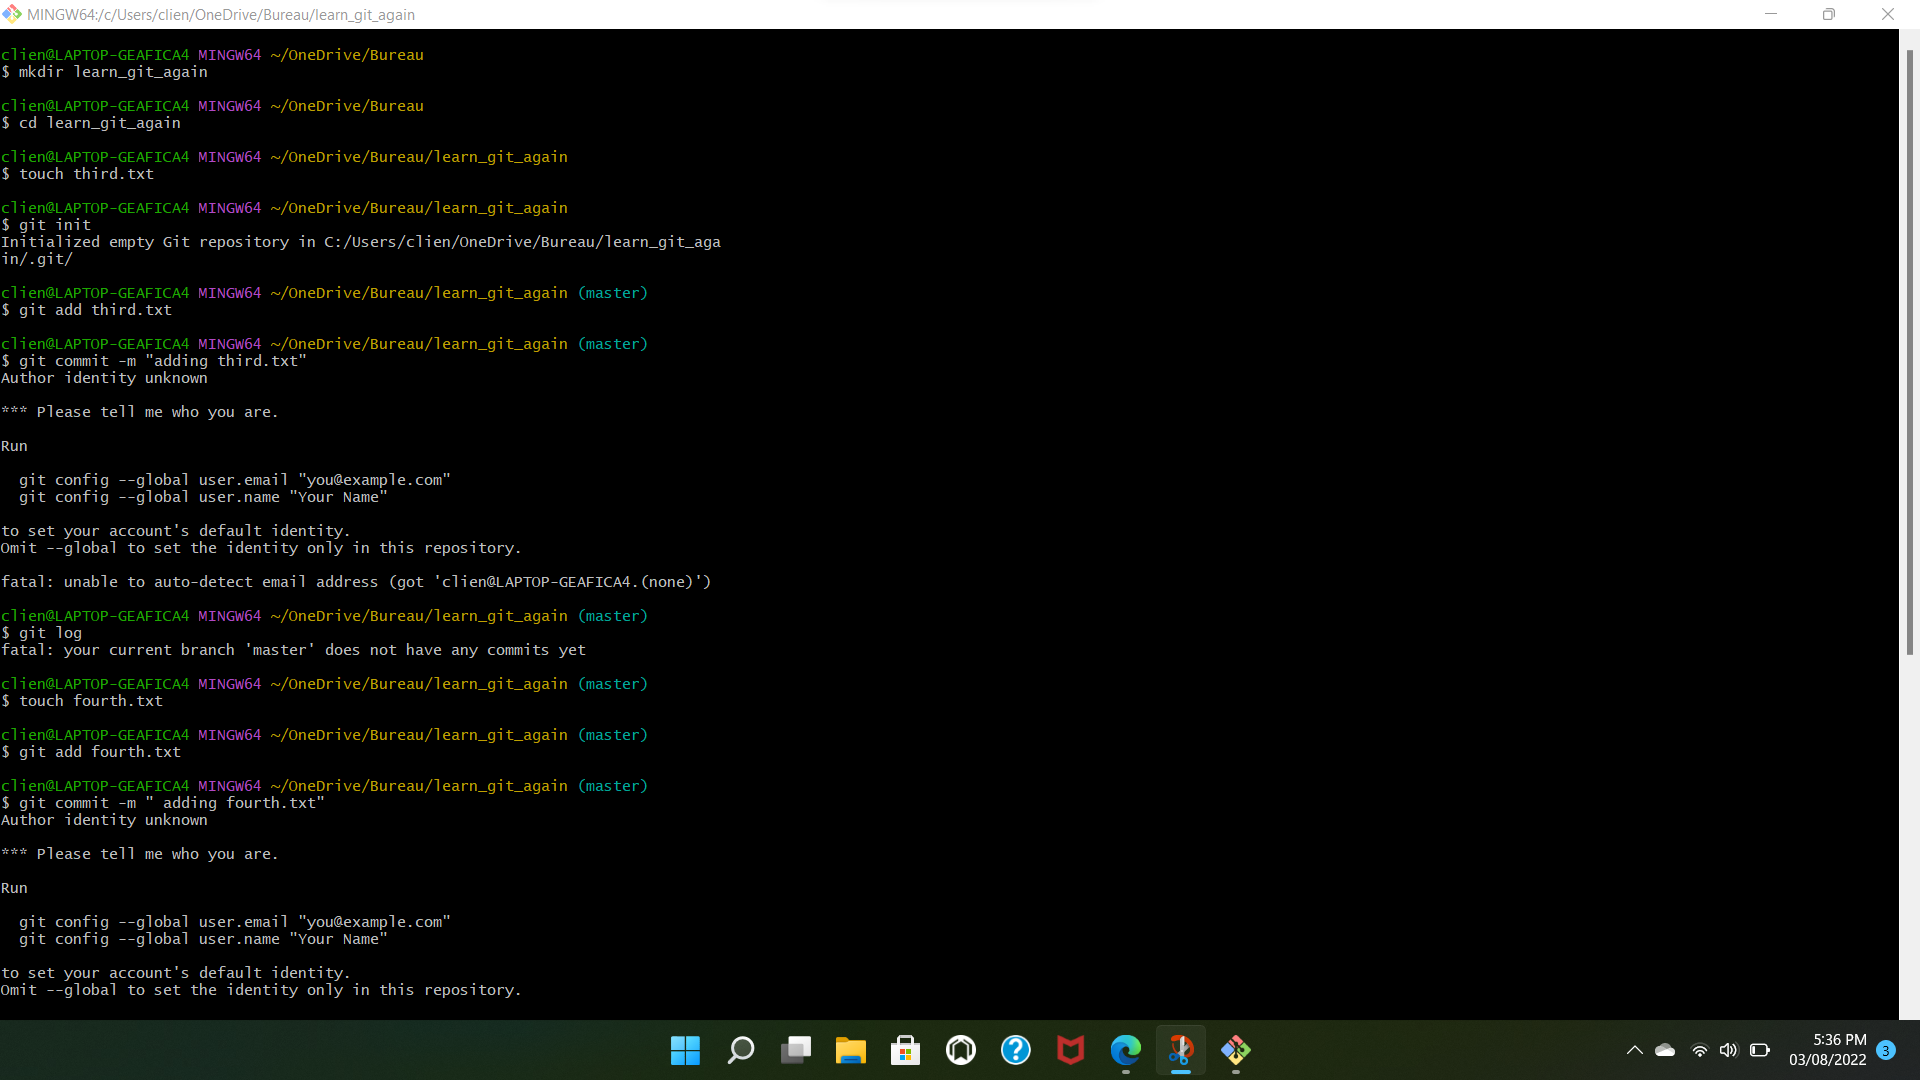 MINGW64:/c/Users/clien/OneDrive/Bureau/learn_git_again
clien@LAPTOP-GEAFICA4 MINGW64 ~/OneDrive/Bureau
$ mkdir learn_git_again
clien@LAPTOP-GEAFICA4 MINGW64 ~/OneDrive/Bureau
$ cd learn_git_again
clien@LAPTOP-GEAFICA4 MINGW64 ~/OneDrive/Bureau/learn_git_again
$ touch third.txt
clien@LAPTOP-GEAFICA4 MINGW64 ~/OneDrive/Bureau/learn_git_again
$ git init
Initialized empty Git repository in C:/Users/clien/OneDrive/Bureau/learn_git_aga
in/.git/
clien@LAPTOP-GEAFICA4 MINGW64 ~/OneDrive/Bureau/learn_git_again (master)
$ git add third.txt
clien@LAPTOP-GEAFICA4 MINGW64 ~/OneDrive/Bureau/learn_git_again (master)
$ git commit -m "adding third.txt"
Author identity unknown
*** Please tell me who you are.
Run
  git config --global user.email "you@example.com"
  git config --global user.name "Your Name"
to set your account's default identity.
Omit --global to set the identity only in this repository.
fatal: unable to auto-detect email address (got 'clien@LAPTOP-GEAFICA4.(none)')
clien@LAPTOP-GEAFICA4 MINGW64 ~/OneDrive/Bureau/learn_git_again (master)
$ git log
fatal: your current branch 'master' does not have any commits yet
clien@LAPTOP-GEAFICA4 MINGW64 ~/OneDrive/Bureau/learn_git_again (master)
$ touch fourth.txt
clien@LAPTOP-GEAFICA4 MINGW64 ~/OneDrive/Bureau/learn_git_again (master)
$ git add fourth.txt
clien@LAPTOP-GEAFICA4 MINGW64 ~/OneDrive/Bureau/learn_git_again (master)
$ git commit -m " adding fourth.txt"
Author identity unknown
*** Please tell me who you are.
Run
  git config --global user.email "you@example.com"
  git config --global user.name "Your Name"
to set your account's default identity.
Omit --global to set the identity only in this repository.
5:36 PM
03/08/2022
3